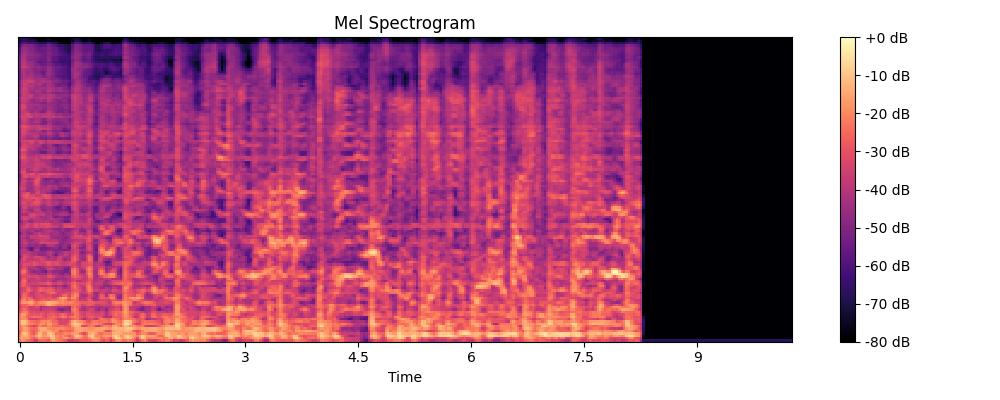 Mel Spectrogram
+0 dB
-10 dB
-20 dB
-30 dB
-40 dB
-50 dB
-60 dB
-70 dB
-80 dB
0 1.5 3 4.5 6 7.5 9
Time